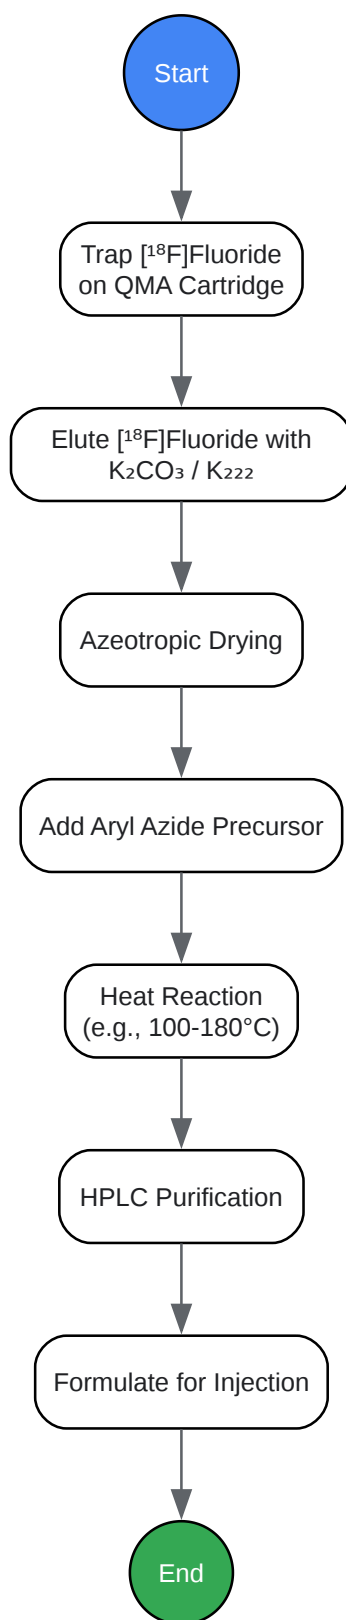 Start
Trap [¹⁸F]Fluoride
on QMA Cartridge
Elute [¹⁸F]Fluoride with
K₂CO₃ / K₂₂₂
Azeotropic Drying
Add Aryl Azide Precursor
Heat Reaction
(e.g., 100-180°C)
HPLC Purification
Formulate for Injection
End